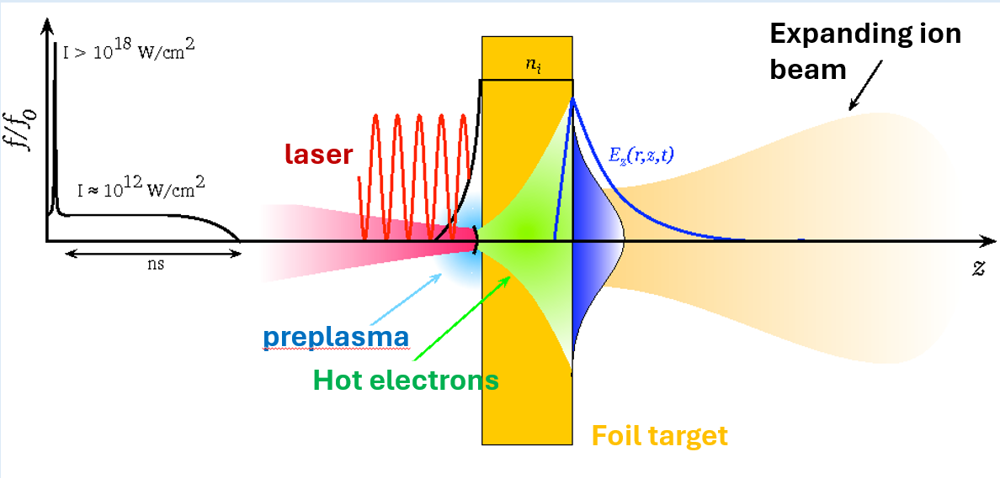 Expanding ion
beam
I > 10^18 W/cm^2
n_i
f/f_0
laser
E_z(r,z,t)
I ≈ 10^12 W/cm^2
ns
z
preplasma
Hot electrons
Foil target